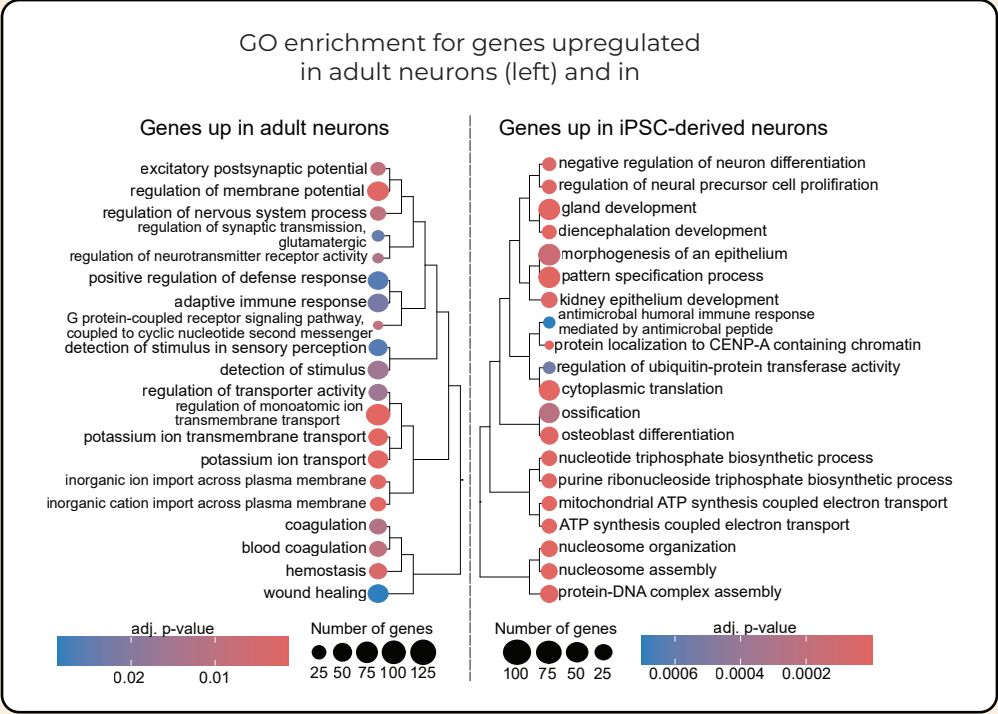 GO enrichment for genes upregulated
in adult neurons (left) and in
Genes up in adult neurons
excitatory postsynaptic potential
regulation of membrane potential
regulation of nervous system process
regulation of synaptic transmission,
glutamatergic
regulation of neurotransmitter receptor activity
positive regulation of defense response
adaptive immune response
G protein-coupled receptor signaling pathway,
coupled to cyclic nucleotide second messenger
detection of stimulus in sensory perception
detection of stimulus
regulation of transporter activity
regulation of monoatomic ion
transmembrane transport
potassium ion transmembrane transport
potassium ion transport
inorganic ion import across plasma membrane
inorganic cation import across plasma membrane
coagulation
blood coagulation
hemostasis
wound healing
adj. p-value
0.02 0.01
Number of genes
25 50 75 100 125
Genes up in iPSC-derived neurons
negative regulation of neuron differentiation
regulation of neural precursor cell prolifiration
gland development
diencephalation development
morphogenesis of an epithelium
pattern specification process
kidney epithelium development
antimicrobial humoral immune response
mediated by antimicrobial peptide
protein localization to CENP-A containing chromatin
regulation of ubiquitin-protein transferase activity
cytoplasmic translation
ossification
osteoblast differentiation
nucleotide triphosphate biosynthetic process
purine ribonucleoside triphosphate biosynthetic process
mitochondrial ATP synthesis coupled electron transport
ATP synthesis coupled electron transport
nucleosome organization
nucleosome assembly
protein-DNA complex assembly
Number of genes
100 75 50 25
adj. p-value
0.0006 0.0004 0.0002